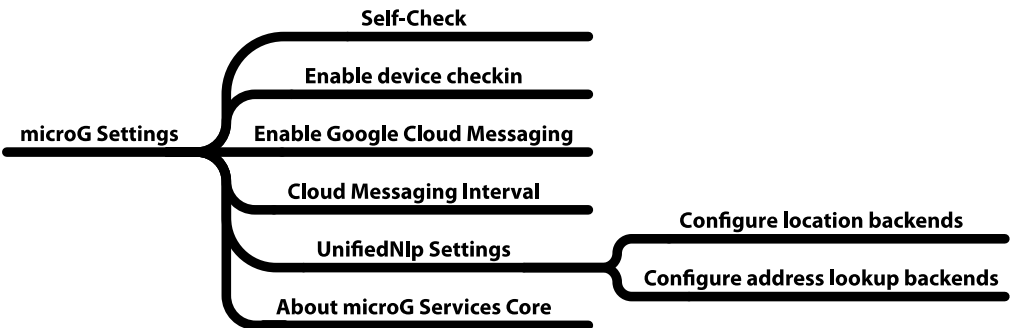 Self-Check
Enable device checkin
microG Settings
Enable Google Cloud Messaging
Cloud Messaging Interval
Configure location backends
UnifiedNlp Settings
Configure address lookup backends
About microG Services Core